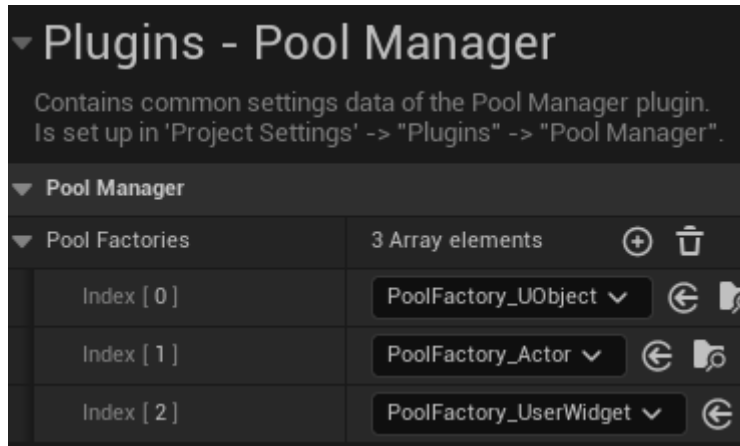 Plugins - Pool Manager
Contains common settings data of the Pool Manager plugin.
Is set up in 'Project Settings' -> "Plugins" -> "Pool Manager".
Pool Manager
Pool Factories 3 Array elements
Index [ 0 ] PoolFactory_UObject
Index [ 1 ] PoolFactory_Actor
Index [ 2 ] PoolFactory_UserWidget